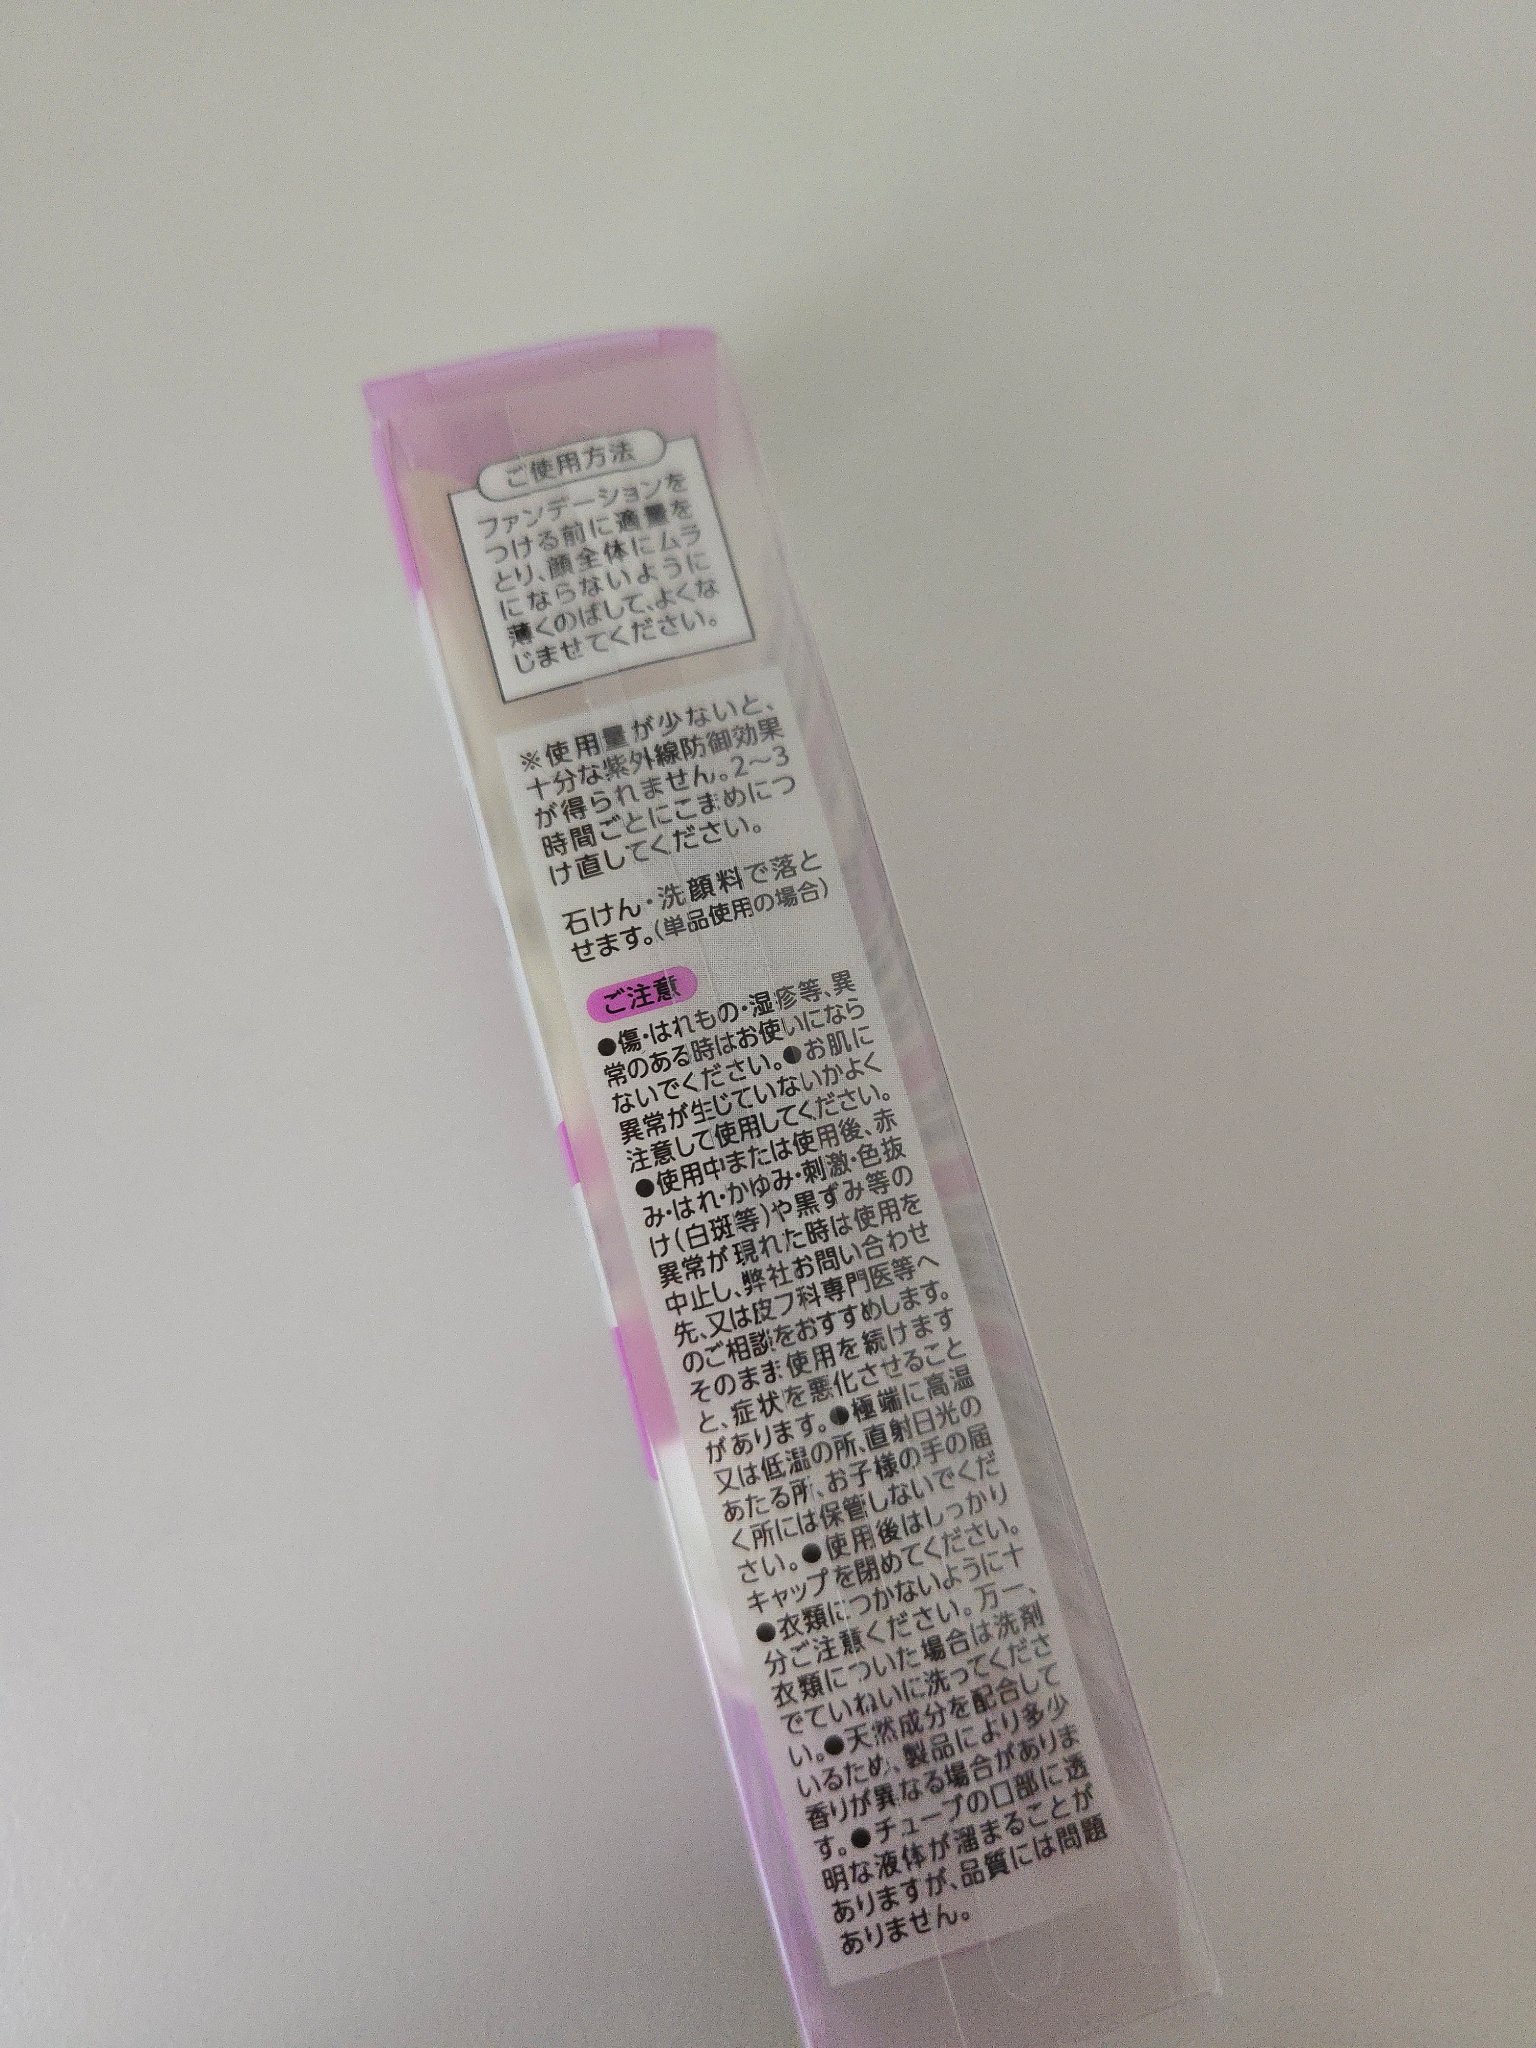 ご使用方法
ファンデーションを
つける前に適量を
とり、顔全体にムラ
にならないように
薄くのばして、よくな
じませてください。
※使用量が少ないと、
十分な紫外線防御効果
が得られません。2〜3
時間ごとにこまめにつ
け直してください。
石けん・洗顔料で落と
せます。(単品使用の場合)
ご注意
●傷・はれもの・湿疹等、異
常のある時はお使いになら
ないでください。●お肌に
異常が生じていないかよく
注意して使用してください。
●使用中または使用後、赤
み・はれ・かゆみ・刺激・色抜
け(白斑等)や黒ずみ等の
異常が現れた時は使用を
中止し、弊社お問い合わせ
先、又は皮フ科専門医等へ
のご相談をおすすめします。
そのまま使用を続けます
と、症状を悪化させること
があります。●極端に高温
又は低温の所、直射日光の
あたる所、お子様の手の届
く所には保管しないでくだ
さい。●使用後はしっかり
キャップを閉めてください。
●衣類につかないように十
分ご注意ください。万一、
衣類についた場合は洗剤
でていねいに洗ってくださ
い。●天然成分を配合して
いるため、製品により多少
香りが異なる場合がありま
す。●チューブの口部に透
明な液体が溜まることが
ありますが、品質には問題
ありません。